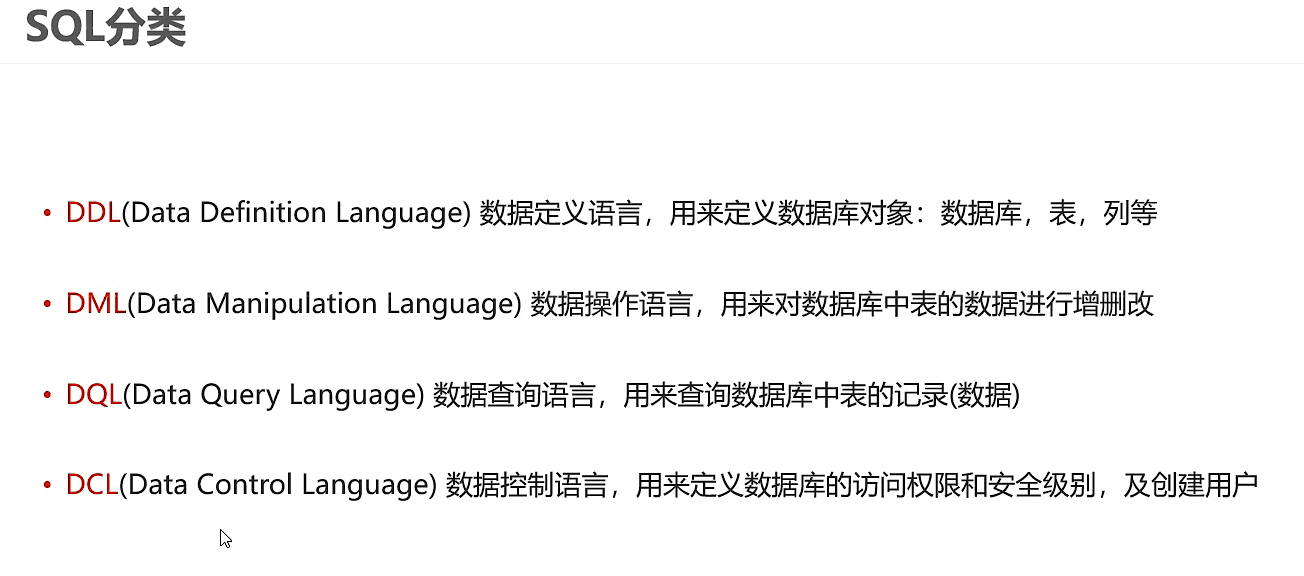 SQL分类
• DDL(Data Definition Language) 数据定义语言，用来定义数据库对象：数据库，表，列等
• DML(Data Manipulation Language) 数据操作语言，用来对数据库中表的数据进行增删改
• DQL(Data Query Language) 数据查询语言，用来查询数据库中表的记录(数据)
• DCL(Data Control Language) 数据控制语言，用来定义数据库的访问权限和安全级别，及创建用户